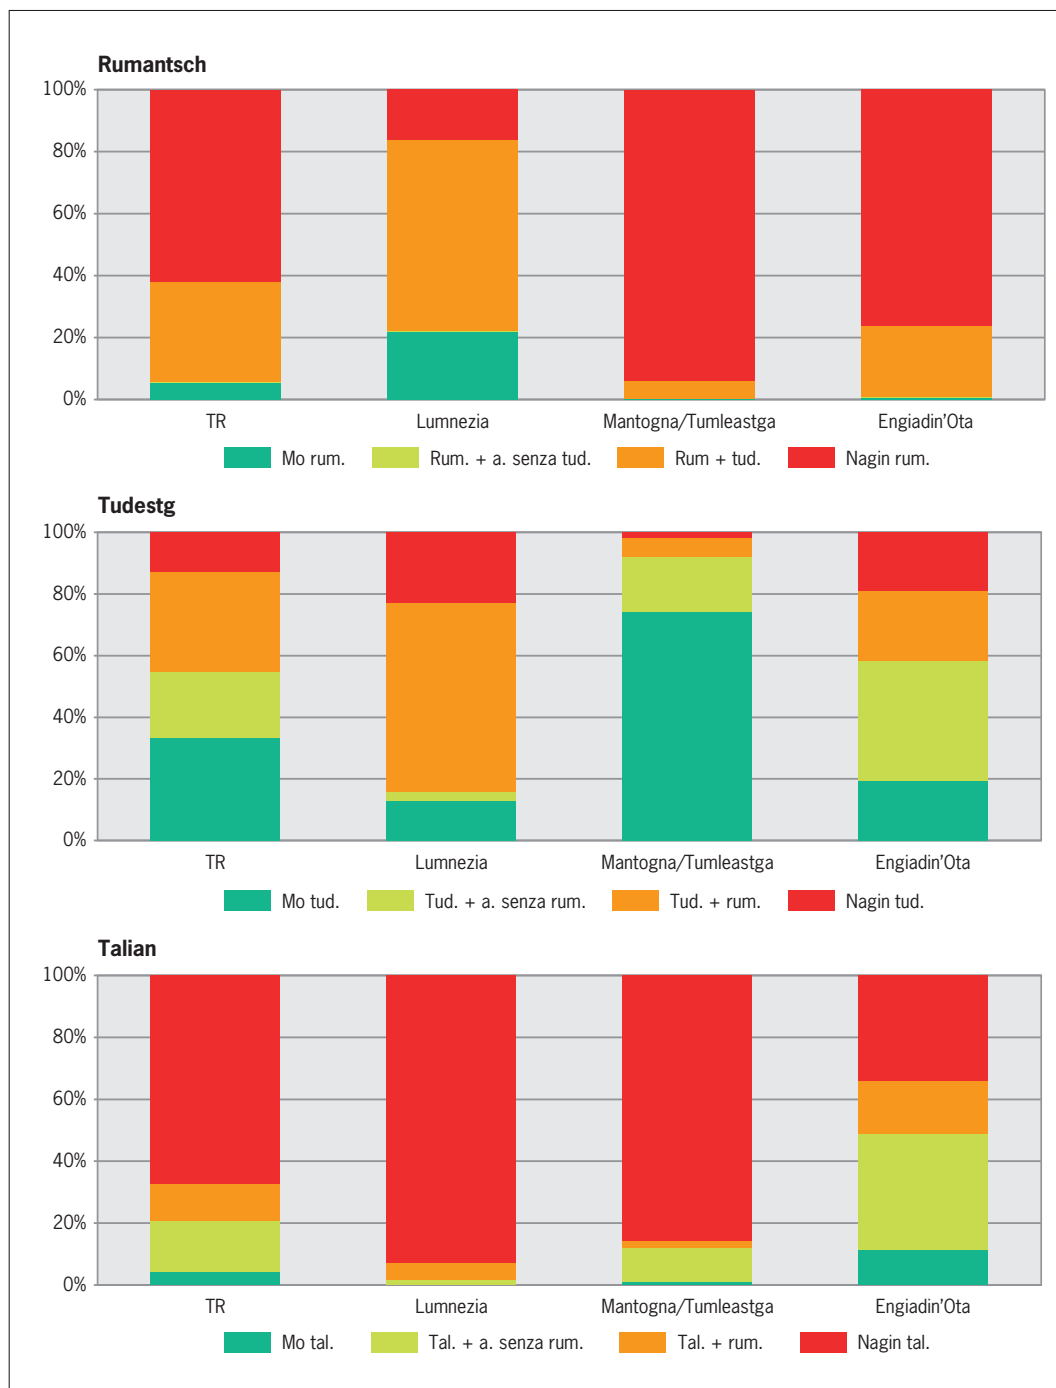 Rumantsch
100%
80%
60%
40%
20%
0%
TR Lumnezia Mantogna/Tumleastga Engiadin'Ota
Mo rum. Rum. + a. senza tud. Rum + tud. Nagin rum.
Tudestg
100%
80%
60%
40%
20%
0%
TR Lumnezia Mantogna/Tumleastga Engiadin'Ota
Mo tud. Tud. + a. senza rum. Tud. + rum. Nagin tud.
Talian
100%
80%
60%
40%
20%
0%
TR Lumnezia Mantogna/Tumleastga Engiadin'Ota
Mo tal. Tal. + a. senza rum. Tal. + rum. Nagin tal.